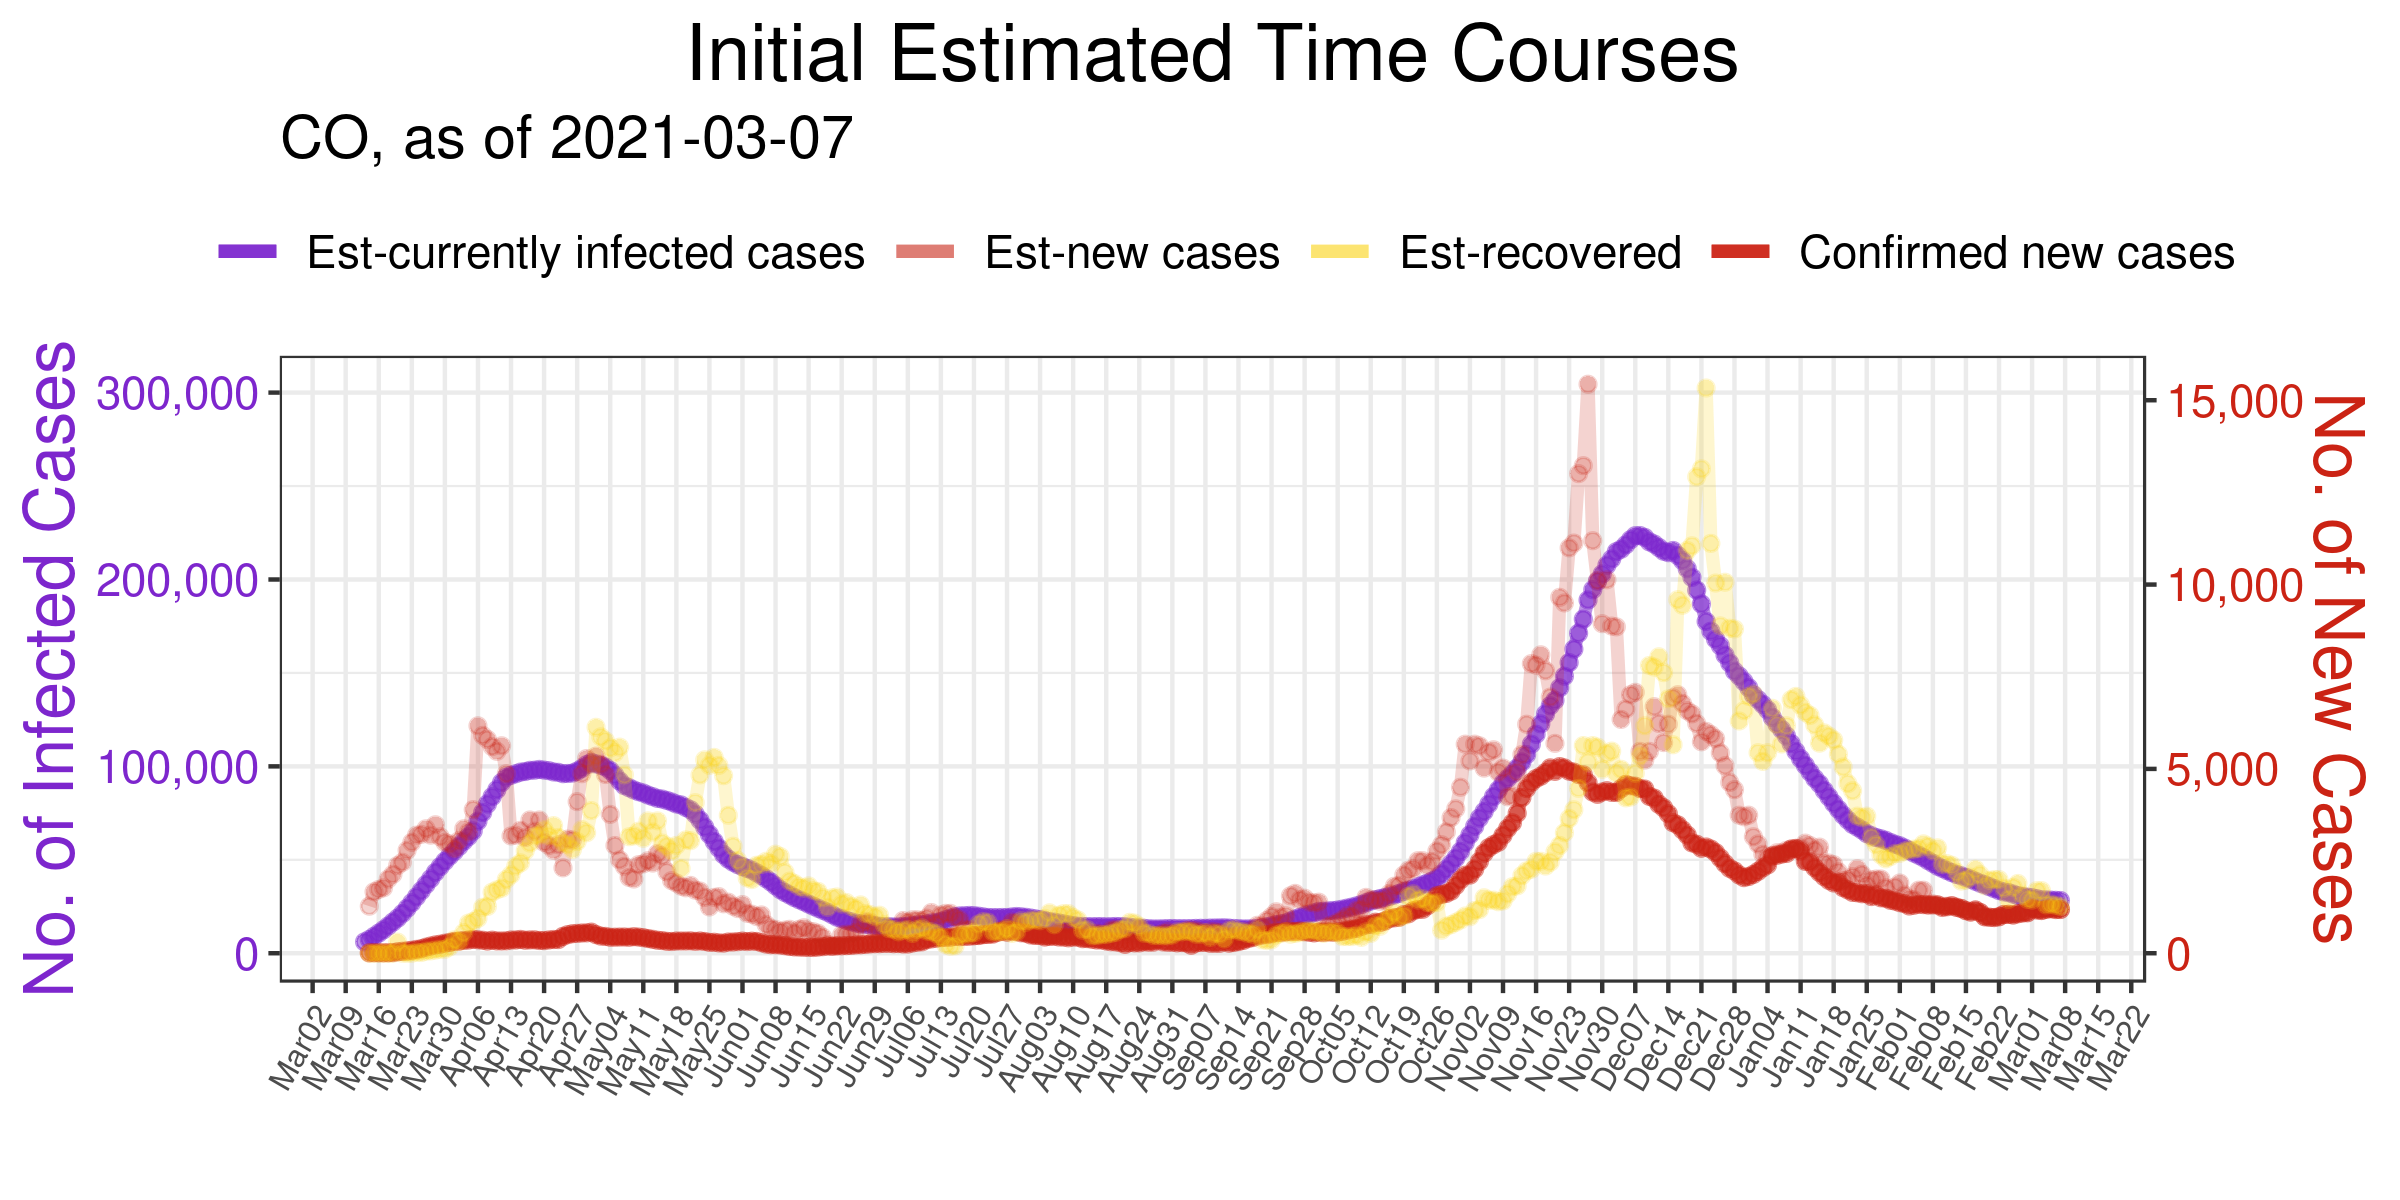 Initial Estimated Time Courses
CO, as of 2021-03-07
Est-currently infected cases Est-new cases Est-recovered Confirmed new cases
No. of Infected Cases
300,000
200,000
100,000
0
15,000
10,000
5,000
0
No. of New Cases
Mar02 Mar09 Mar16 Mar23 Mar30 Apr06 Apr13 Apr20 Apr27 May04 May11 May18 May25 Jun01 Jun08 Jun15 Jun22 Jun29 Jul06 Jul13 Jul20 Jul27 Aug03 Aug10 Aug17 Aug24 Aug31 Sep07 Sep14 Sep21 Sep28 Oct05 Oct12 Oct19 Oct26 Nov02 Nov09 Nov16 Nov23 Nov30 Dec07 Dec14 Dec21 Dec28 Jan04 Jan11 Jan18 Jan25 Feb01 Feb08 Feb15 Feb22 Mar01 Mar08 Mar15 Mar22